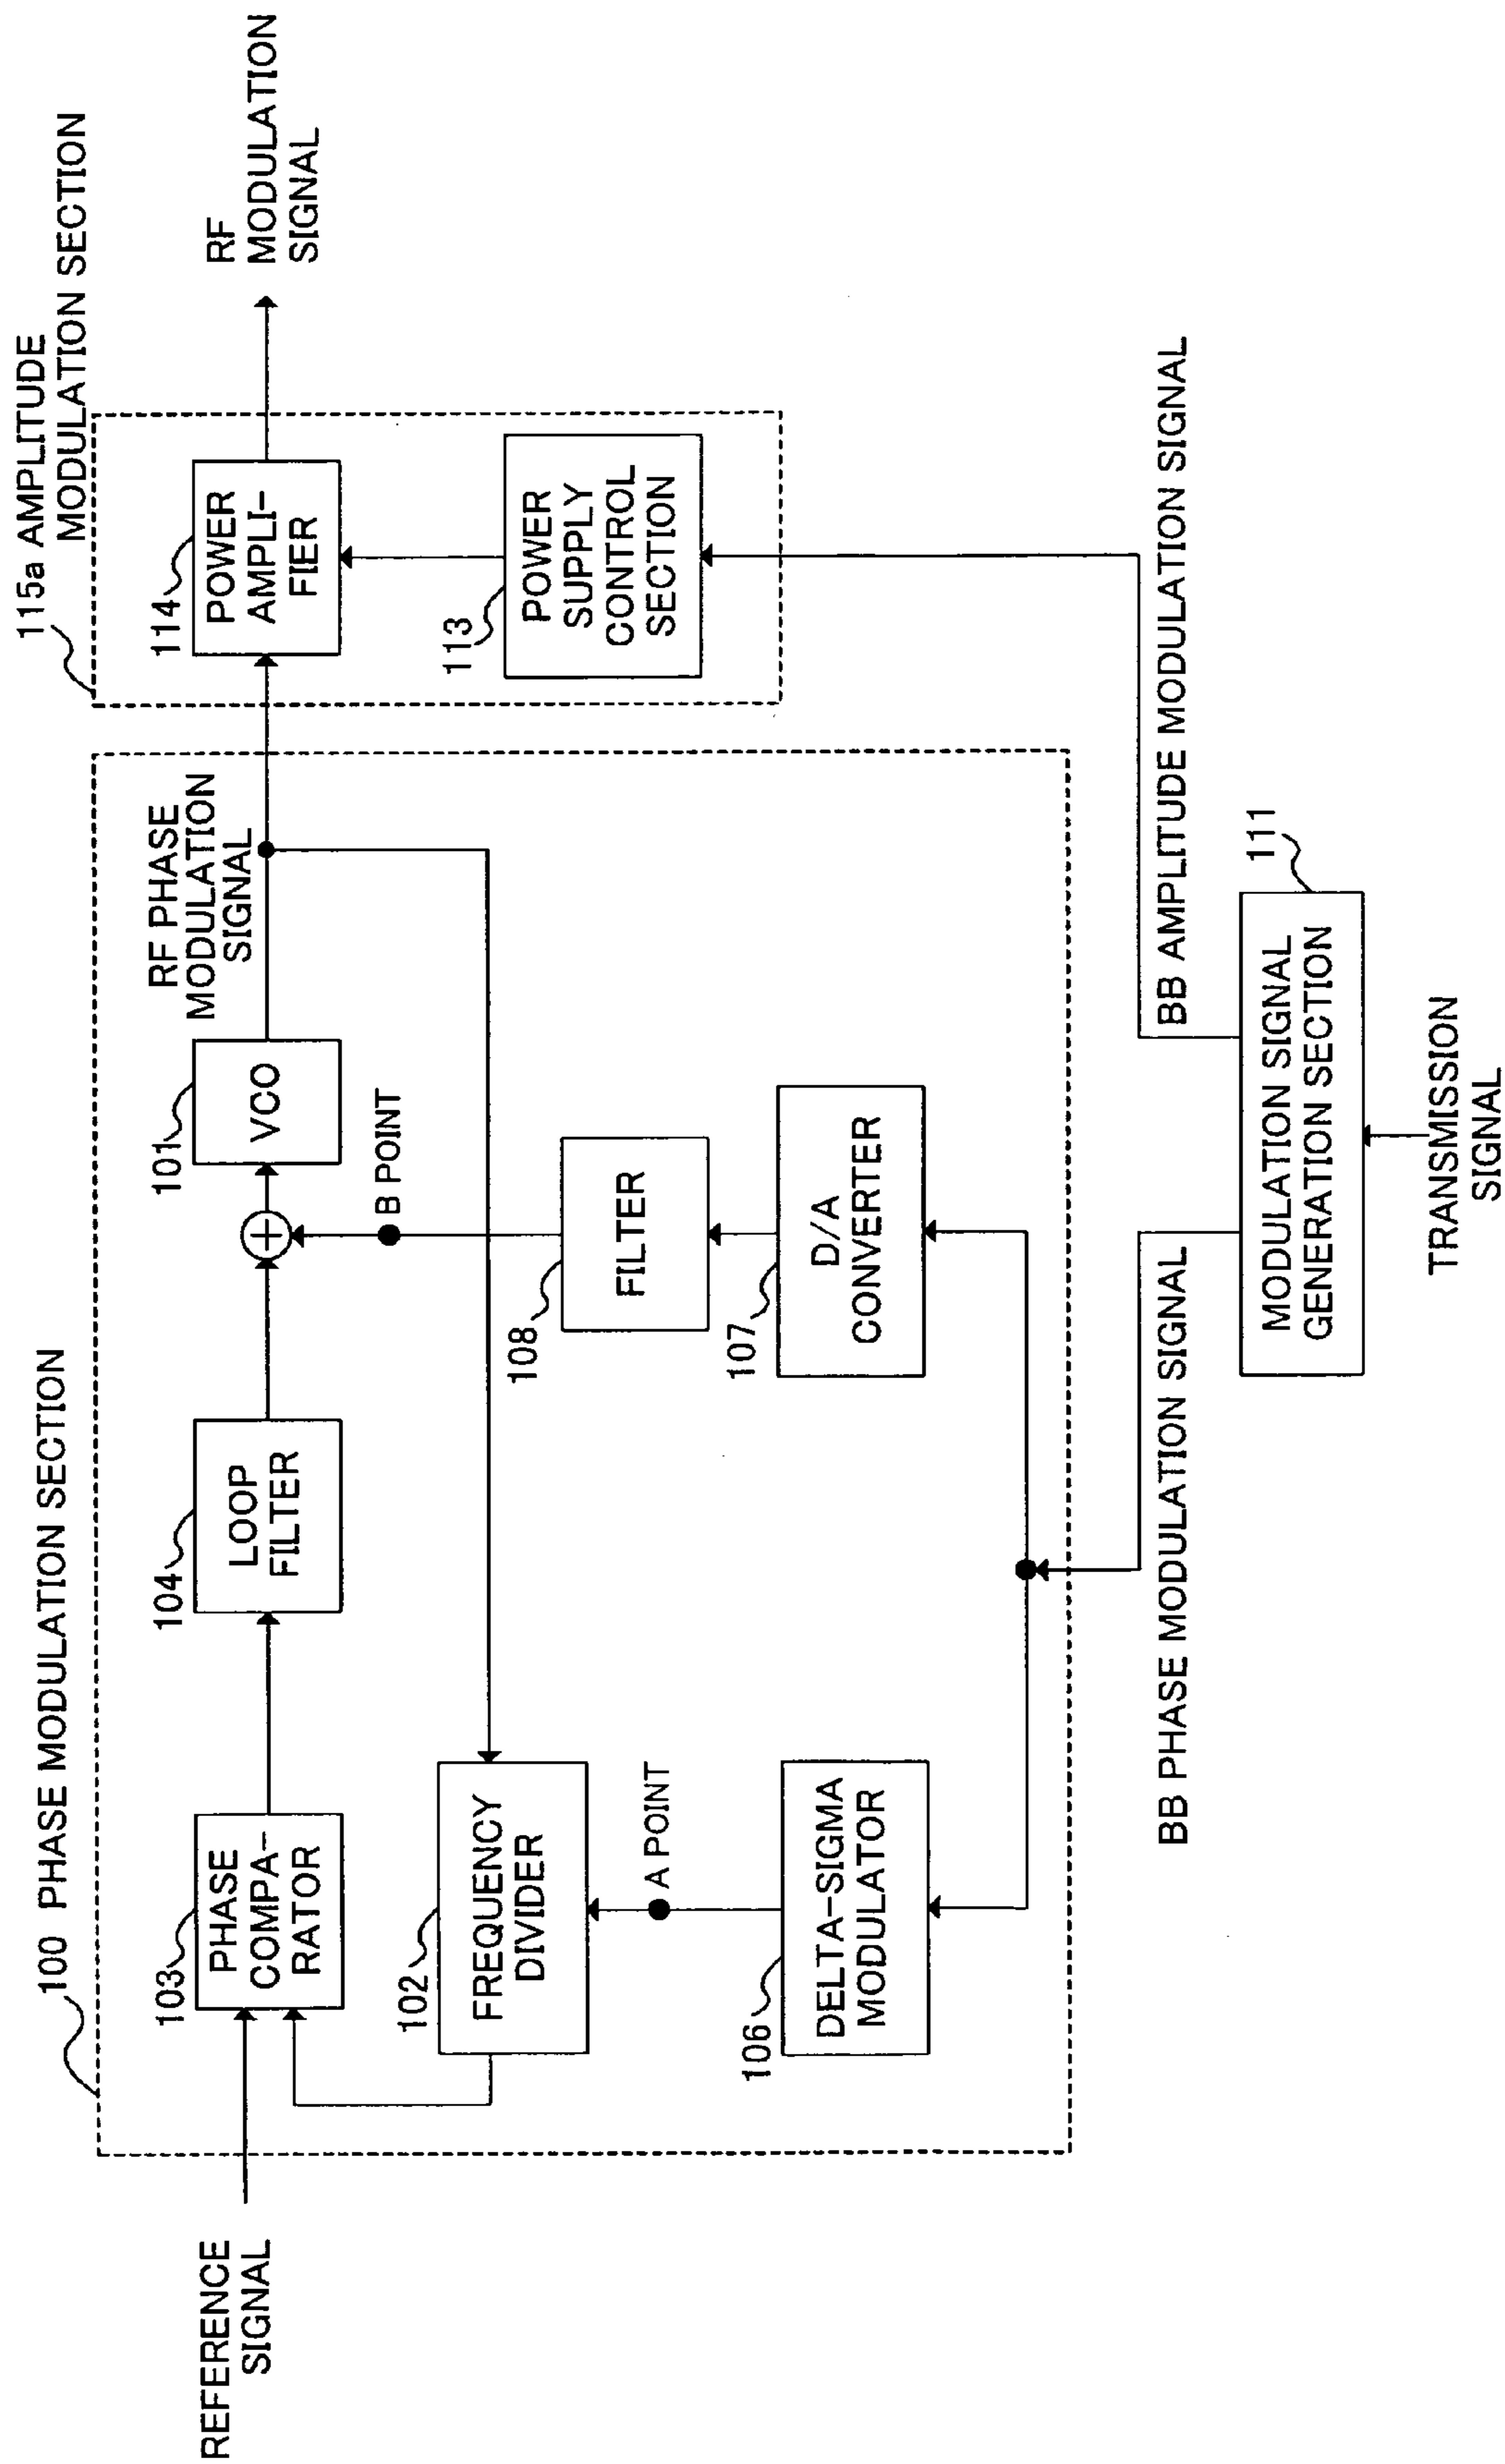 115a AMPLITUDE
MODULATION SECTION
100 PHASE MODULATION SECTION
REFERENCE
SIGNAL
103
PHASE
COMPA-
RATOR
104
LOOP
FILTER
101
VCO
RF PHASE
MODULATION
SIGNAL
114
POWER
AMPLI-
FIER
RF
MODULATION
SIGNAL
102
FREQUENCY
DIVIDER
A POINT
B POINT
108
FILTER
113
POWER
SUPPLY
CONTROL
SECTION
106
DELTA-SIGMA
MODULATOR
107
D/A
CONVERTER
BB PHASE MODULATION SIGNAL
BB AMPLITUDE MODULATION SIGNAL
111
MODULATION SIGNAL
GENERATION SECTION
TRANSMISSION
SIGNAL